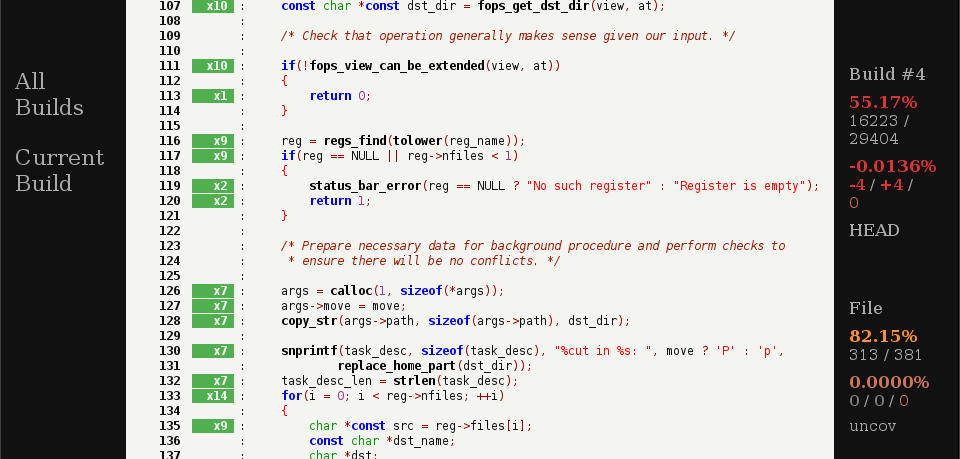 All
Builds
Current
Build
107 x10 : const char *const dst_dir = fops_get_dst_dir(view, at);
108 :
109 : /* Check that operation generally makes sense given our input. */
110 :
111 x10 : if(!fops_view_can_be_extended(view, at))
112 : {
113 x1 : return 0;
114 : }
115 :
116 x9 : reg = regs_find(tolower(reg_name));
117 x9 : if(reg == NULL || reg->nfiles < 1)
118 : {
119 x2 : status_bar_error(reg == NULL ? "No such register" : "Register is empty");
120 x2 : return 1;
121 : }
122 :
123 : /* Prepare necessary data for background procedure and perform checks to
124 : * ensure there will be no conflicts. */
125 :
126 x7 : args = calloc(1, sizeof(*args));
127 x7 : args->move = move;
128 x7 : copy_str(args->path, sizeof(args->path), dst_dir);
129 :
130 x7 : snprintf(task_desc, sizeof(task_desc), "%cut in %s: ", move ? 'P' : 'p',
131 : replace_home_part(dst_dir));
132 x7 : task_desc_len = strlen(task_desc);
133 x14 : for(i = 0; i < reg->nfiles; ++i)
134 : {
135 x9 : char *const src = reg->files[i];
136 : const char *dst_name;
137 : char *dst;
Build #4
55.17%
16223 /
29404
-0.0136%
-4 / +4 /
0
HEAD
File
82.15%
313 / 381
0.0000%
0 / 0 / 0
uncov